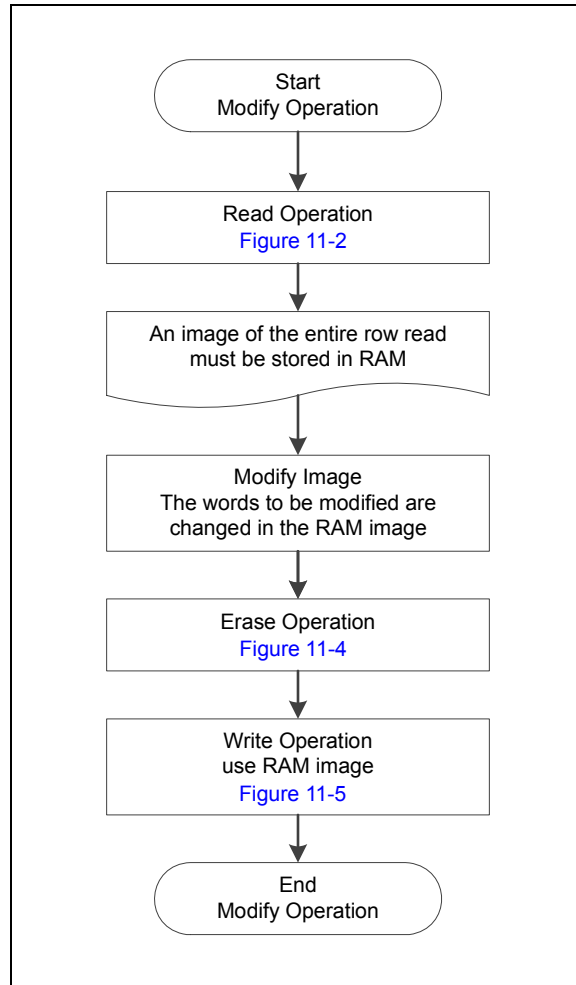 Start
Modify Operation
Read Operation
Figure 11-2
An image of the entire row read
must be stored in RAM
Modify Image
The words to be modified are
changed in the RAM image
Erase Operation
Figure 11-4
Write Operation
use RAM image
Figure 11-5
End
Modify Operation